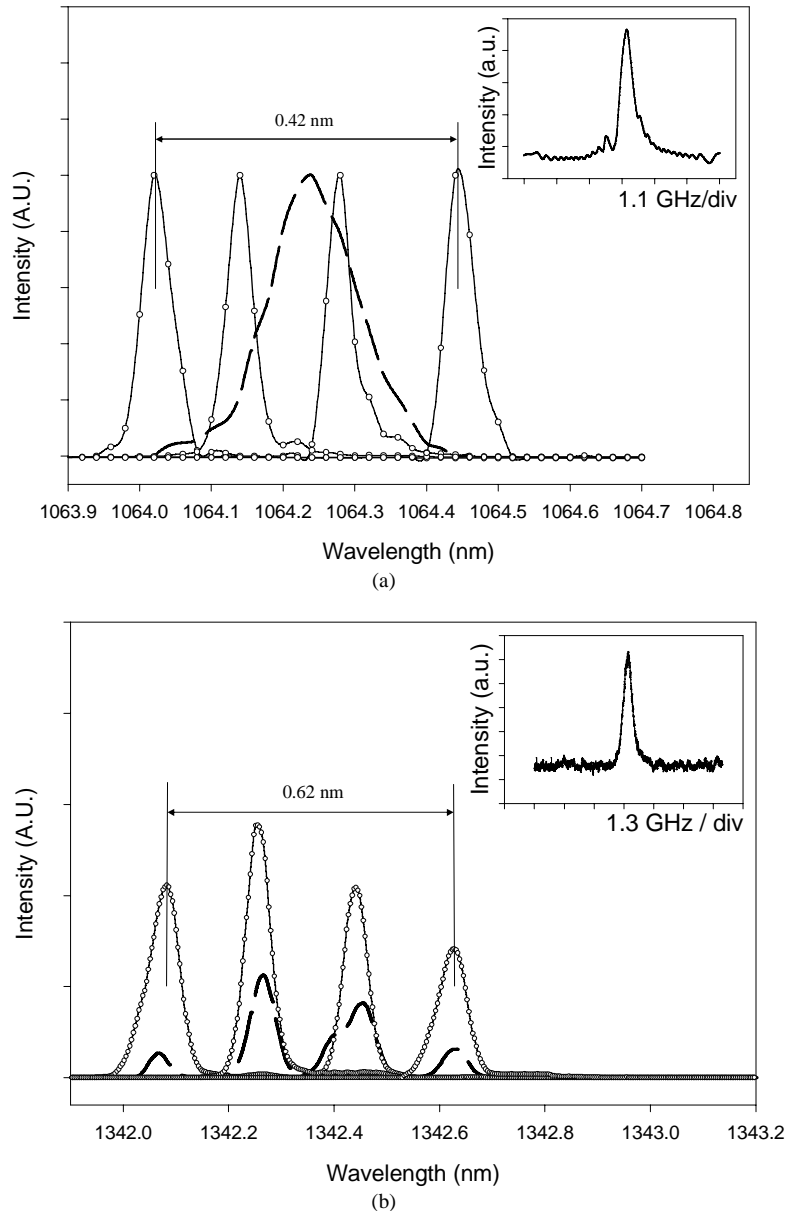 Intensity (A.U.)
0.42 nm
Intensity (a.u.)
1.1 GHz/div
1063.9 1064.0 1064.1 1064.2 1064.3 1064.4 1064.5 1064.6 1064.7 1064.8
Wavelength (nm)
(a)
Intensity (A.U.)
0.62 nm
Intensity (a.u.)
1.3 GHz / div
1342.0 1342.2 1342.4 1342.6 1342.8 1343.0 1343.2
Wavelength (nm)
(b)